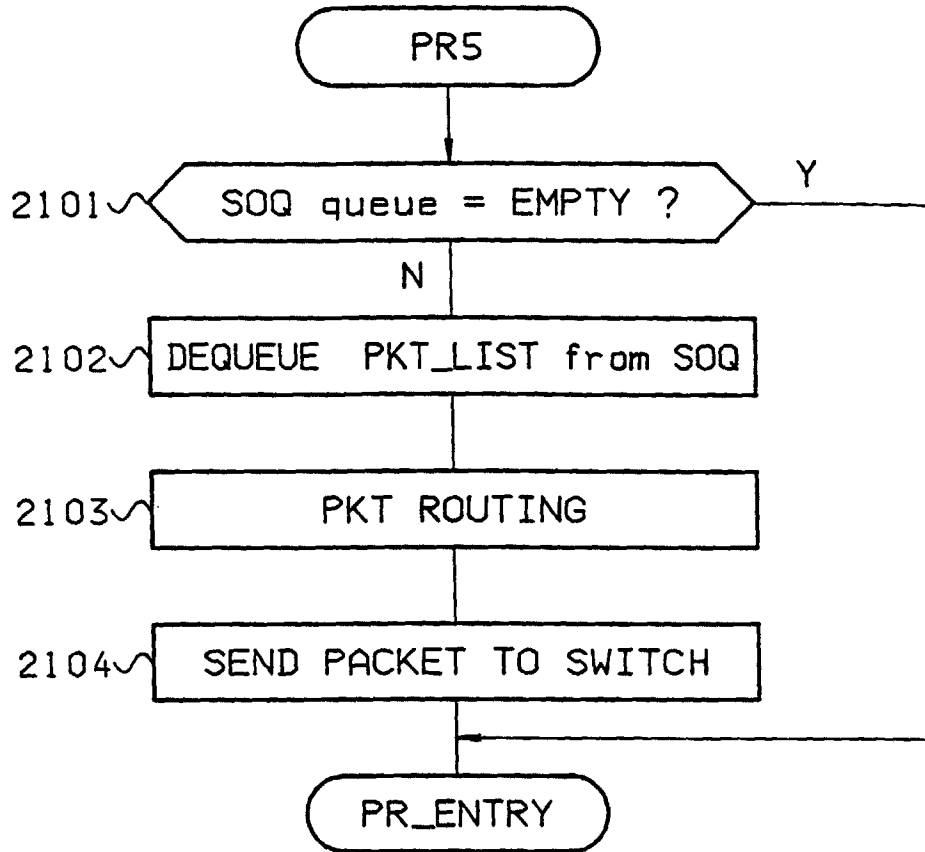 PR5
2101 SOQ queue = EMPTY ? Y
N
2102 DEQUEUE PKT_LIST from SOQ
2103 PKT ROUTING
2104 SEND PACKET TO SWITCH
PR_ENTRY